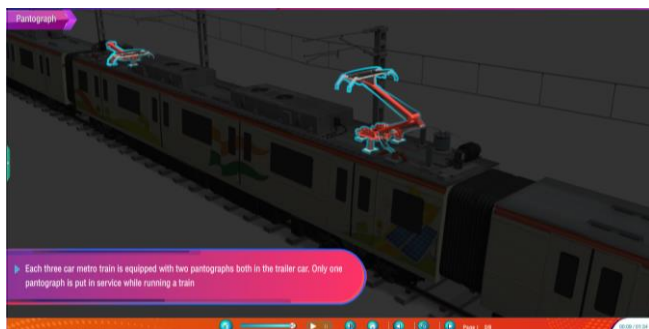 Pantograph
Each three car metro train is equipped with two pantographs both in the trailer car. Only one
pantograph is put in service while running a train